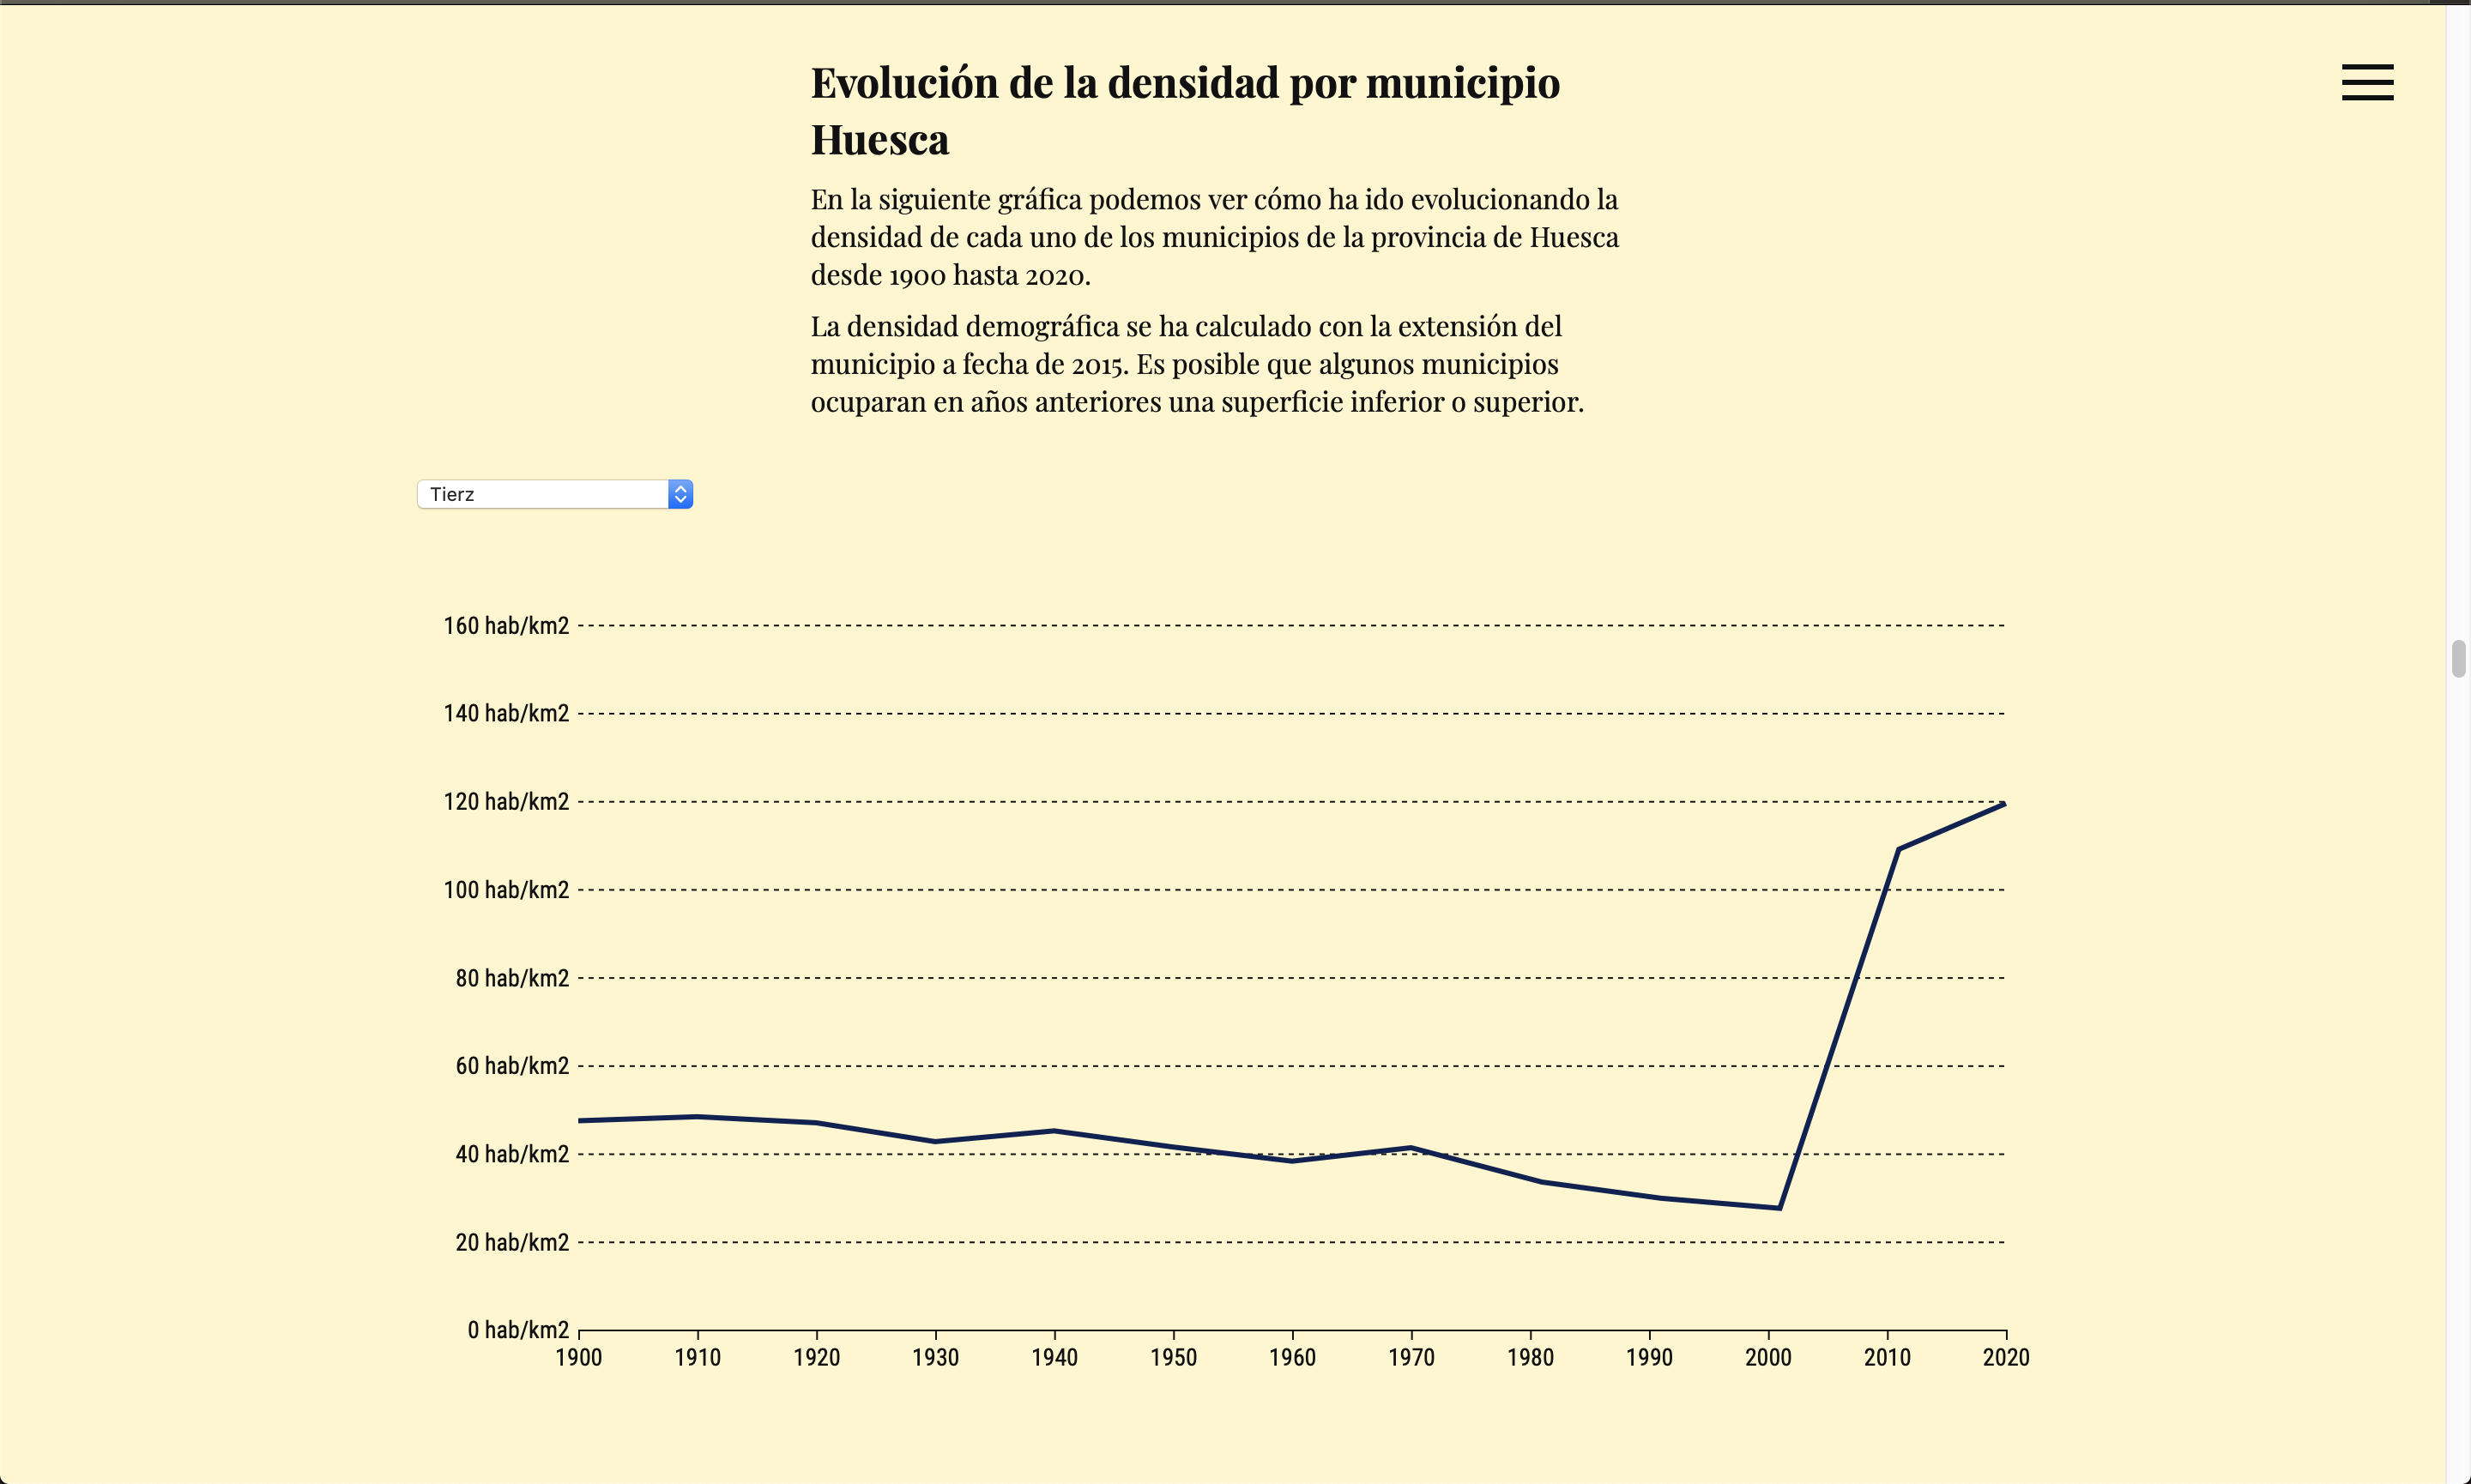 Evolución de la densidad por municipio
Huesca
En la siguiente gráfica podemos ver cómo ha ido evolucionando la
densidad de cada uno de los municipios de la provincia de Huesca
desde 1900 hasta 2020.
La densidad demográfica se ha calculado con la extensión del
municipio a fecha de 2015. Es posible que algunos municipios
ocuparan en años anteriores una superficie inferior o superior.
Tierz
160 hab/km2
140 hab/km2
120 hab/km2
100 hab/km2
80 hab/km2
60 hab/km2
40 hab/km2
20 hab/km2
0 hab/km2
1900 1910 1920 1930 1940 1950 1960 1970 1980 1990 2000 2010 2020